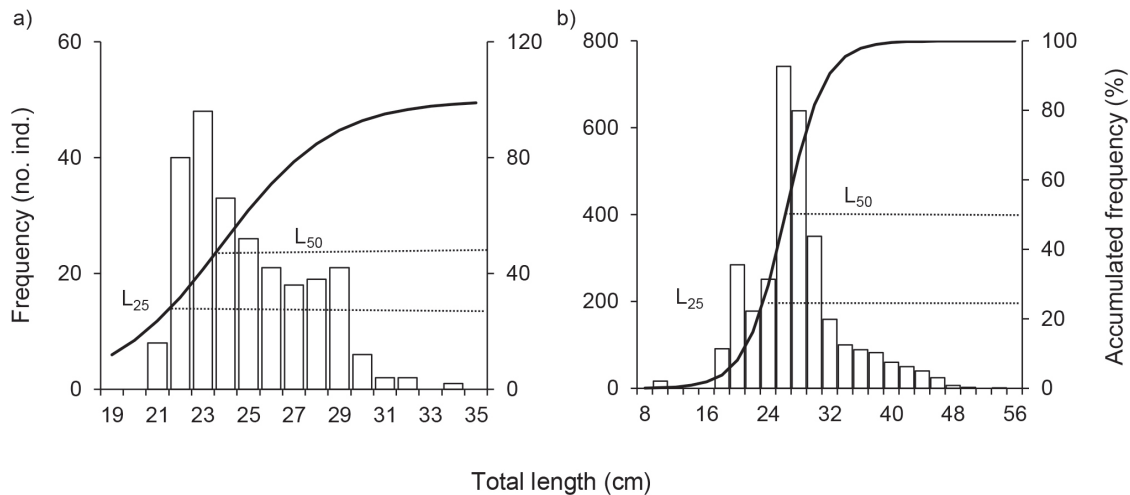 a)
60
40
20
0
Frequency (no. ind.)
120
80
40
0
L50
L25
19 21 23 25 27 29 31 33 35
b)
800
600
400
200
0
100
80
60
40
20
0
Accumulated frequency (%)
L50
L25
8 16 24 32 40 48 56
Total length (cm)